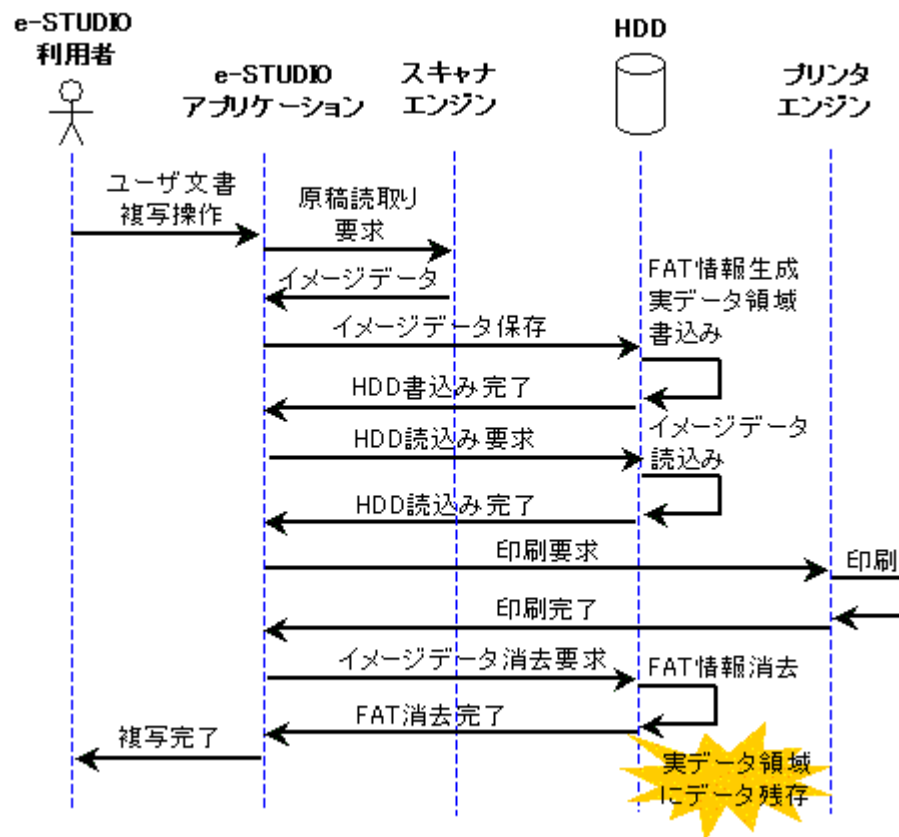 e-STUDIO
利用者
e-STUDIO
アプリケーション
スキャナ
エンジン
HDD
プリンタ
エンジン
ユーザ文書
複写操作
原稿読取り
要求
イメージデータ
FAT情報生成
実データ領域
書込み
イメージデータ保存
HDD書込み完了
HDD読込み要求
イメージデータ
読込み
HDD読込み完了
印刷要求
印刷
印刷完了
イメージデータ消去要求
FAT情報消去
FAT消去完了
複写完了
実データ領域
にデータ残存